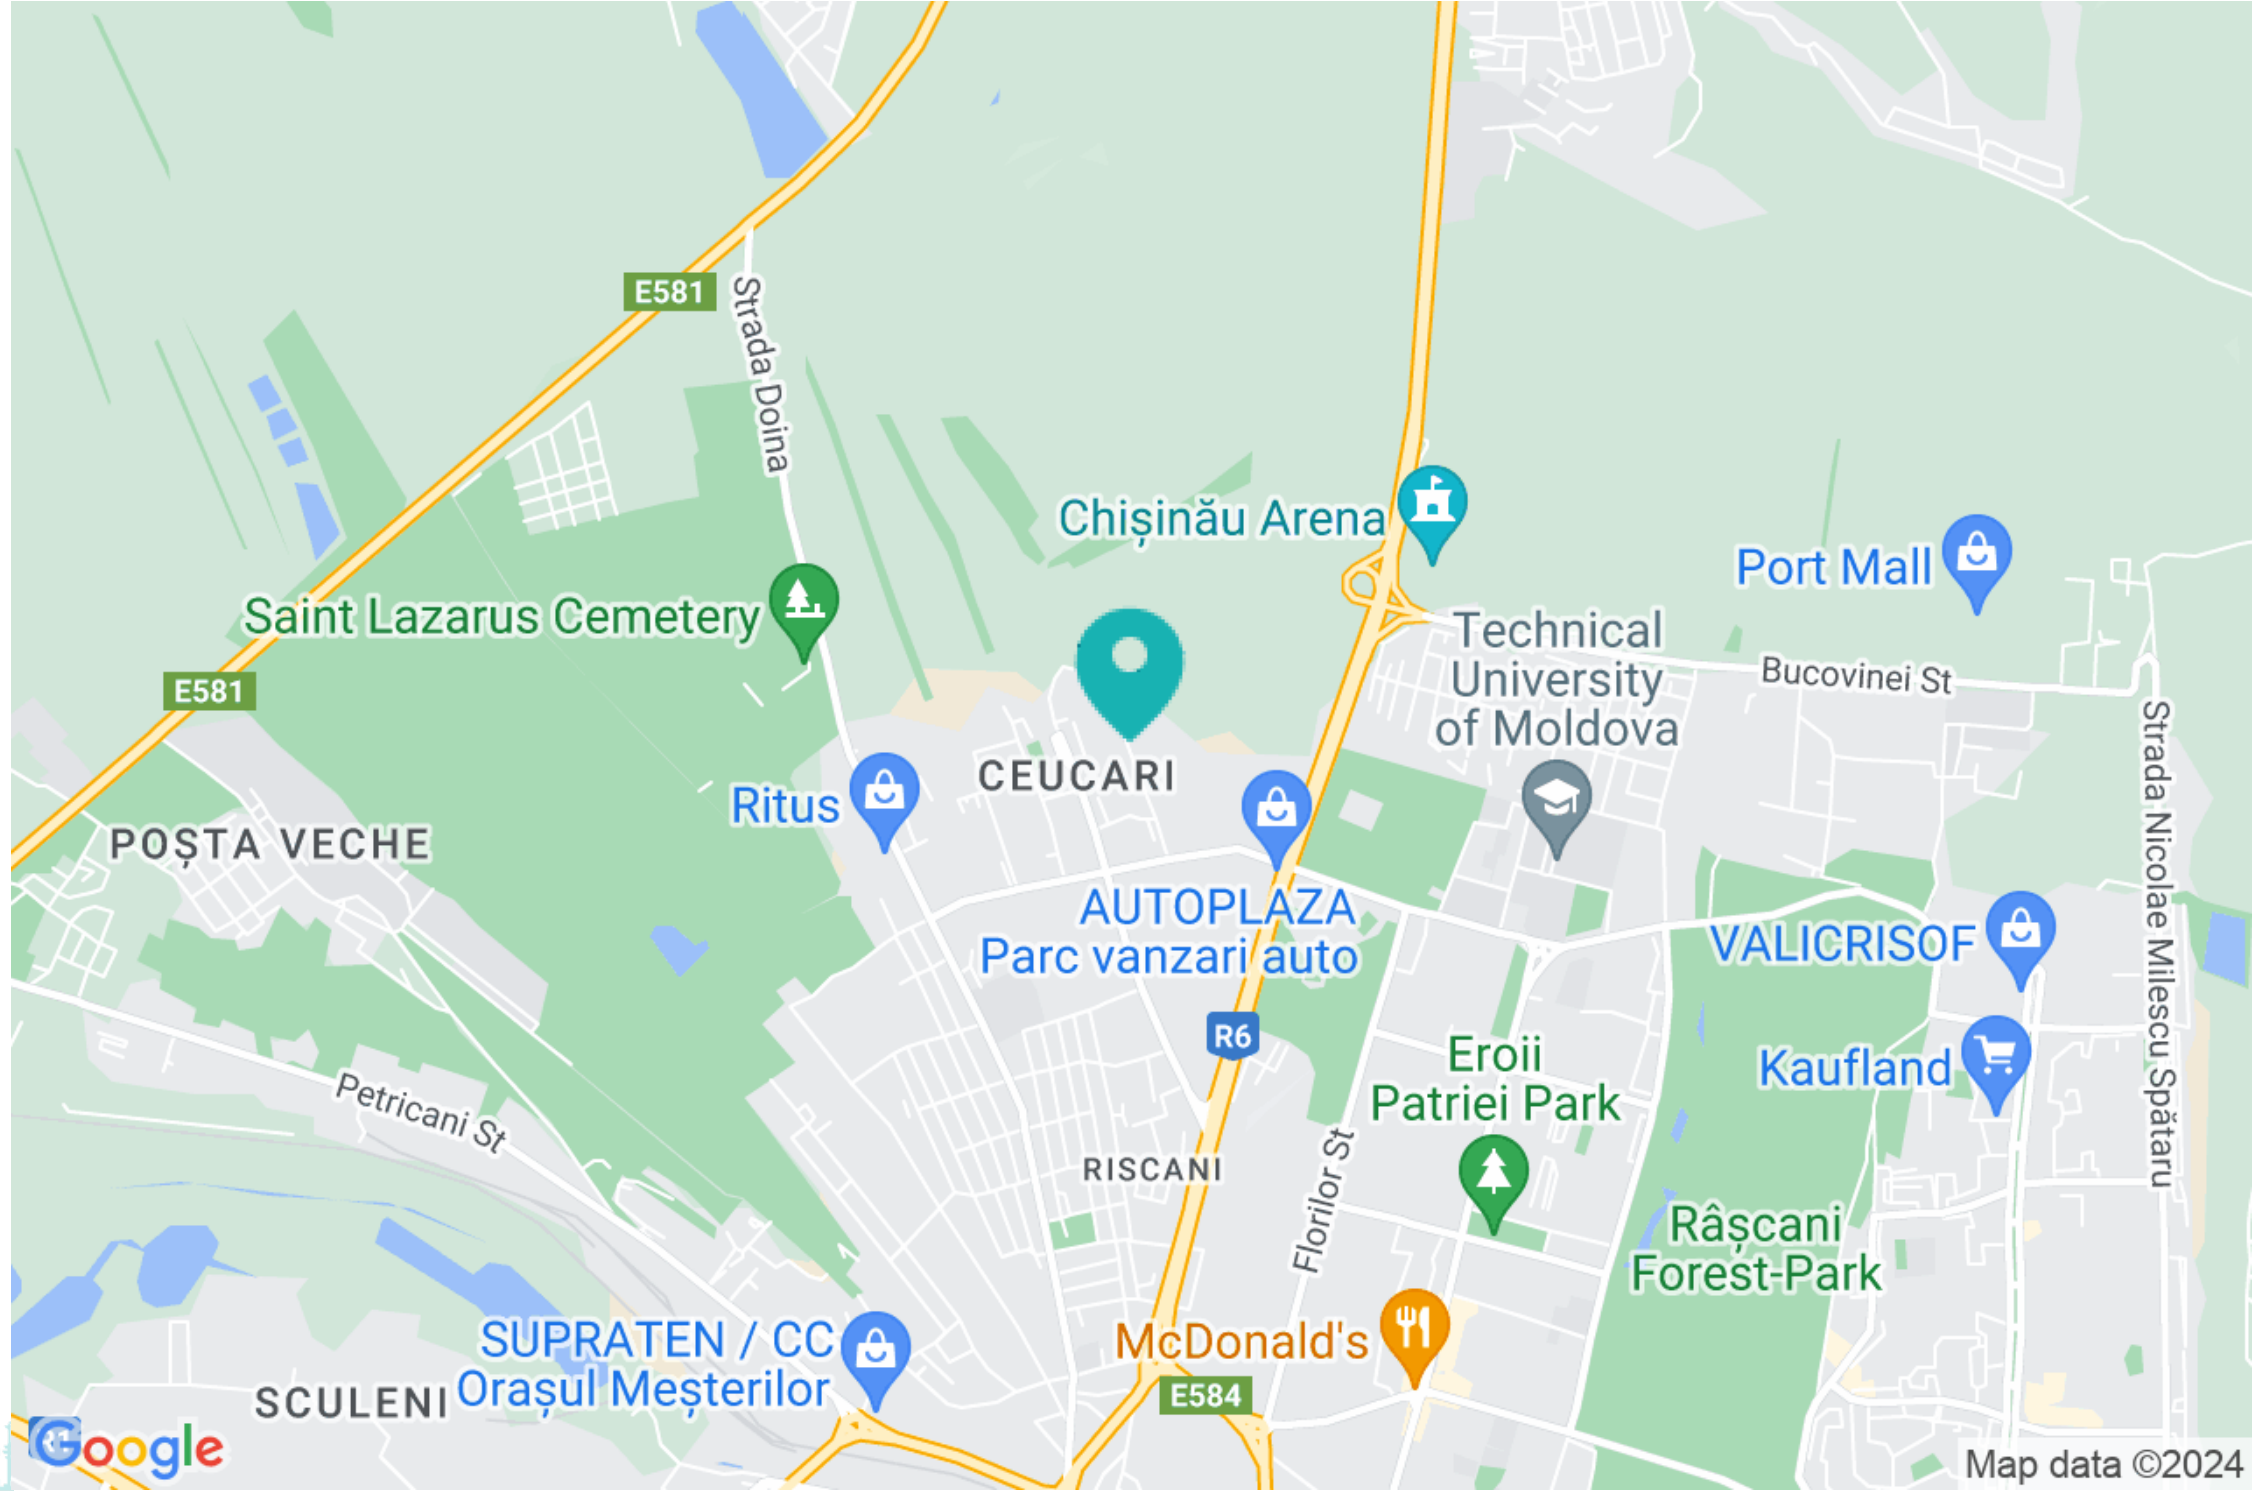 E581
Strada Doina
Chișinău Arena
Port Mall
Saint Lazarus Cemetery
Technical
University
of Moldova
Bucovinei St
E581
Strada Nicolae Milescu Spătaru
CEUCARI
Ritus
POȘTA VECHE
AUTOPLAZA
Parc vanzari auto
VALICRISOF
R6
Eroii
Patriei Park
Kaufland
Petricani St
RISCANI
Florilor St
Râșcani
Forest-Park
SUPRATEN / CC
Orașul Meșterilor
McDonald's
E584
SCULENI
Google
Map data ©2024